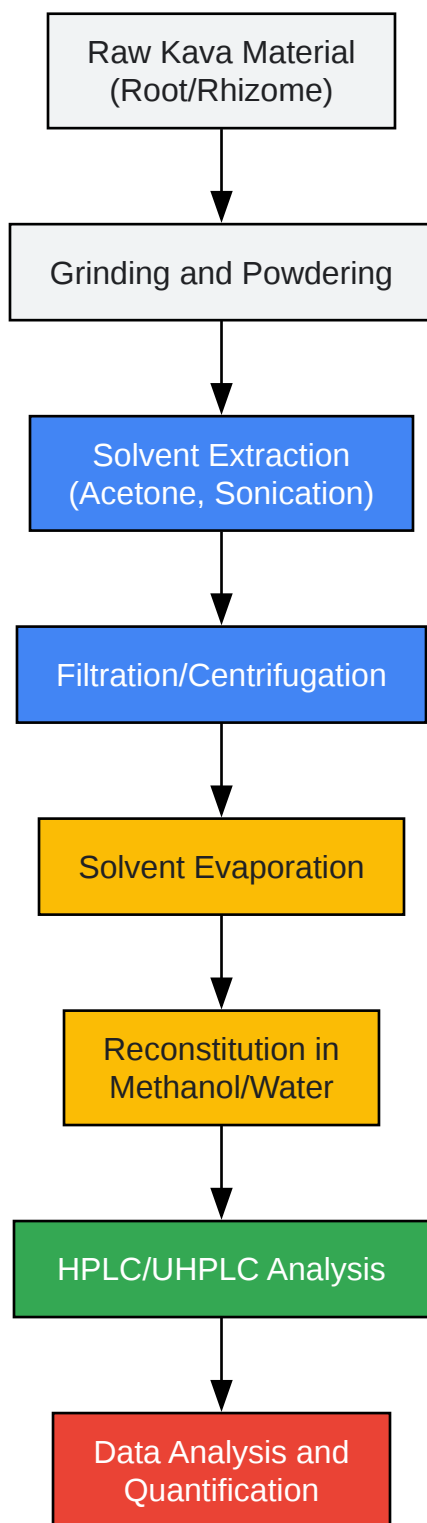 Raw Kava Material
(Root/Rhizome)
Grinding and Powdering
Solvent Extraction
(Acetone, Sonication)
Filtration/Centrifugation
Solvent Evaporation
Reconstitution in
Methanol/Water
HPLC/UHPLC Analysis
Data Analysis and
Quantification